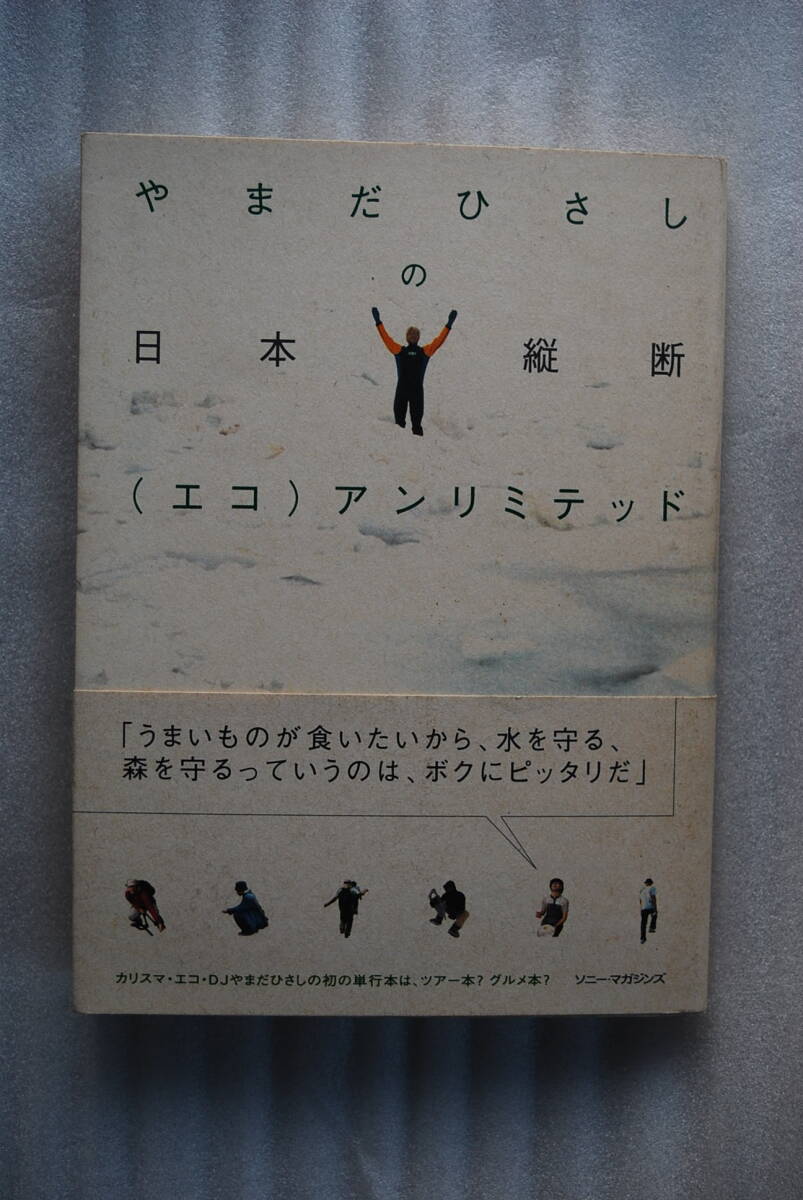 やまだひさし
の
日本縦断
（エコ）アンリミテッド
「うまいものが食いたいから、水を守る、
森を守るっていうのは、ボクにピッタリだ」
カリスマ・エコ・DJやまだひさしの初の単行本は、ツアー本？グルメ本？ ソニー・マガジンズ